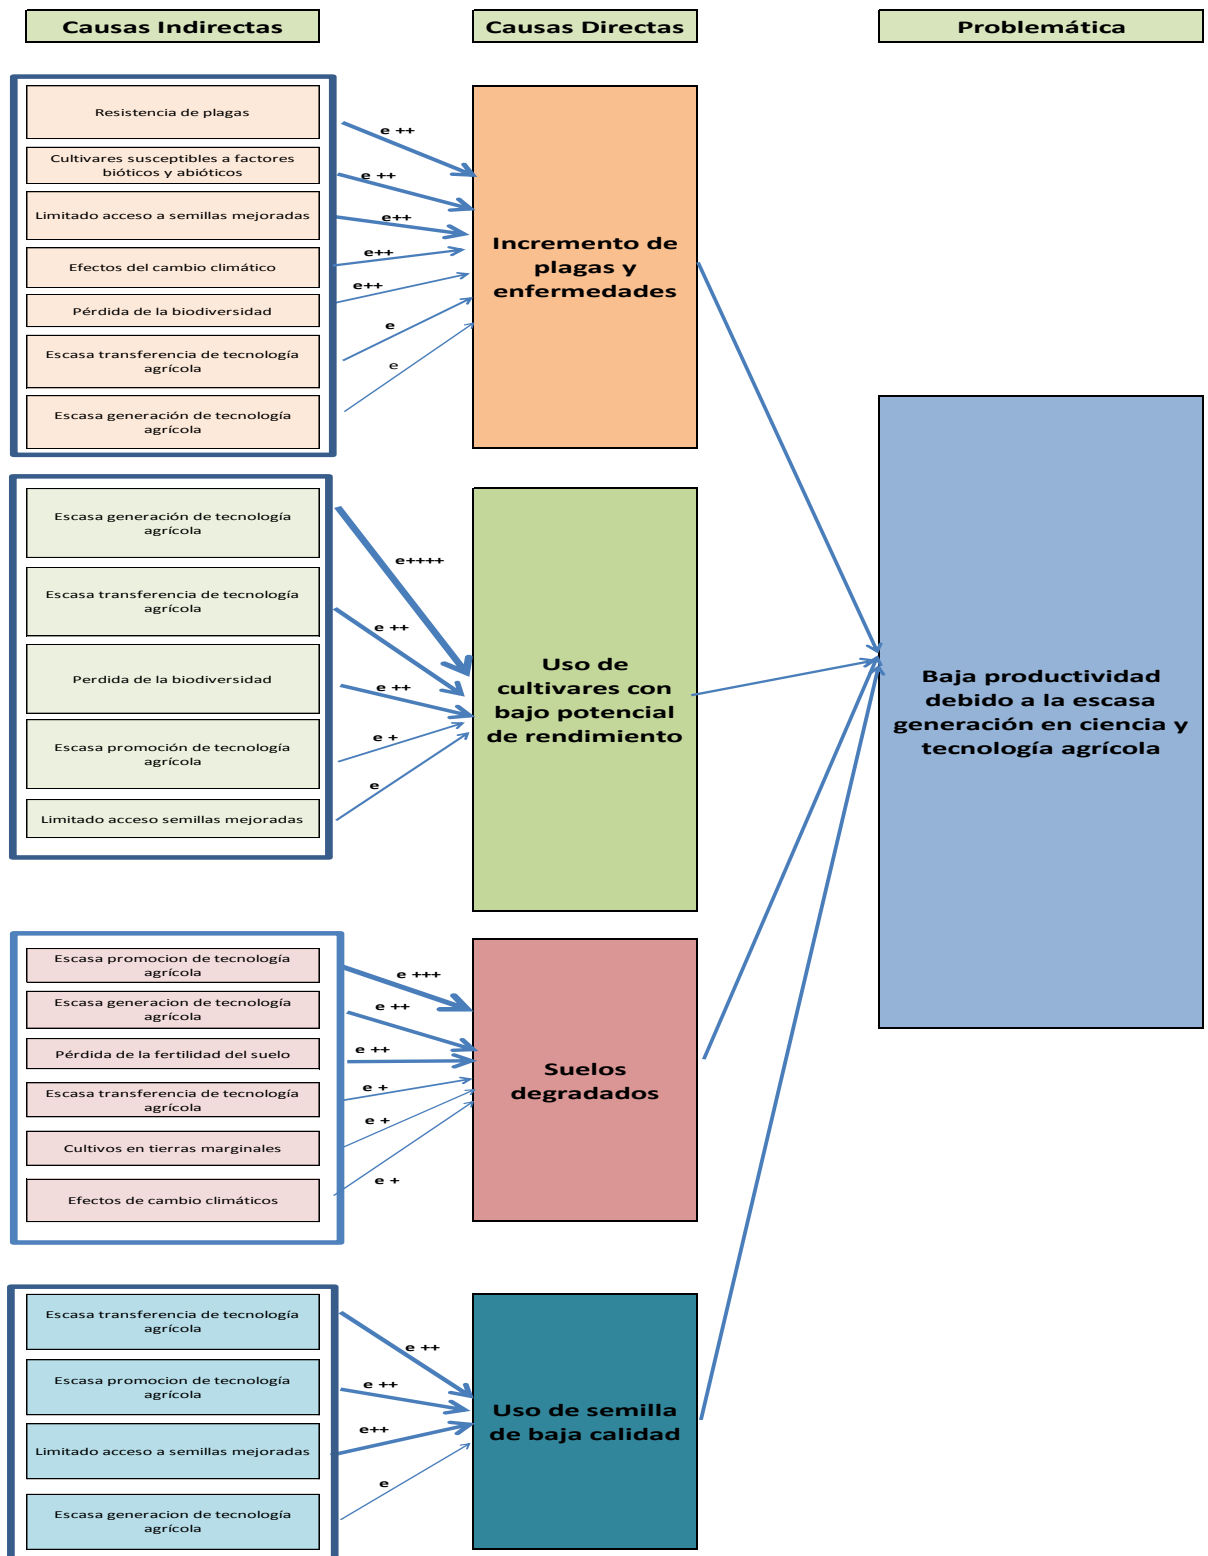 Causas Indirectas
Causas Directas
Problemática
Resistencia de plagas
Cultivares susceptibles a factores
bióticos y abióticos
Limitado acceso a semillas mejoradas
Efectos del cambio climático
Pérdida de la biodiversidad
Escasa transferencia de tecnología
agrícola
Escasa generación de tecnología
agrícola
e ++
e ++
e++
e++
e++
e
e
Incremento de
plagas y
enfermedades
Escasa generación de tecnología
agrícola
Escasa transferencia de tecnología
agrícola
Perdida de la biodiversidad
Escasa promoción de tecnología
agrícola
Limitado acceso semillas mejoradas
e++++
e ++
e ++
e +
e
Uso de
cultivares con
bajo potencial
de rendimiento
Baja productividad
debido a la escasa
generación en ciencia y
tecnología agrícola
Escasa promocion de tecnología
agrícola
Escasa generacion de tecnología
agrícola
Pérdida de la fertilidad del suelo
Escasa transferencia de tecnología
agrícola
Cultivos en tierras marginales
Efectos de cambio climáticos
e +++
e ++
e ++
e +
e +
e +
Suelos
degradados
Escasa transferencia de tecnología
agrícola
Escasa promocion de tecnología
agrícola
Limitado acceso a semillas mejoradas
Escasa generacion de tecnología
agrícola
e ++
e ++
e++
e
Uso de semilla
de baja calidad